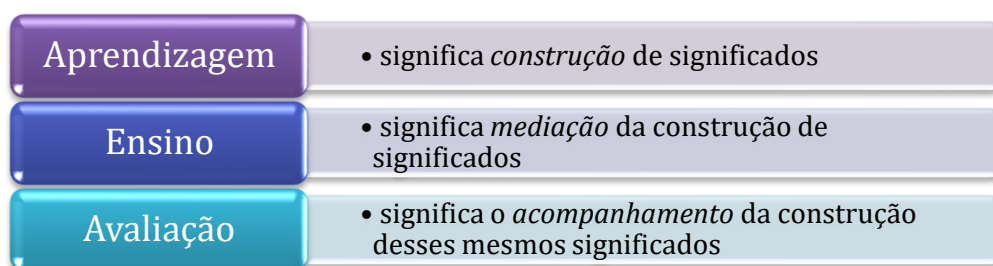 Aprendizagem
• significa construção de significados
Ensino
• significa mediação da construção de
significados
Avaliação
• significa o acompanhamento da construção
desses mesmos significados